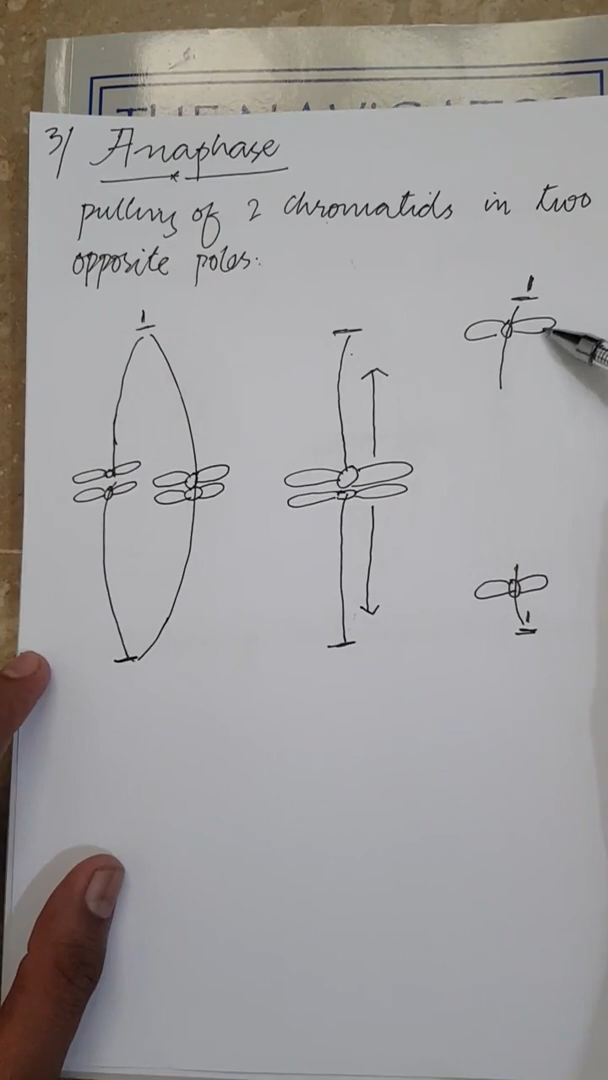 3) Anaphase
pulling of 2 chromatids in two
opposite poles.